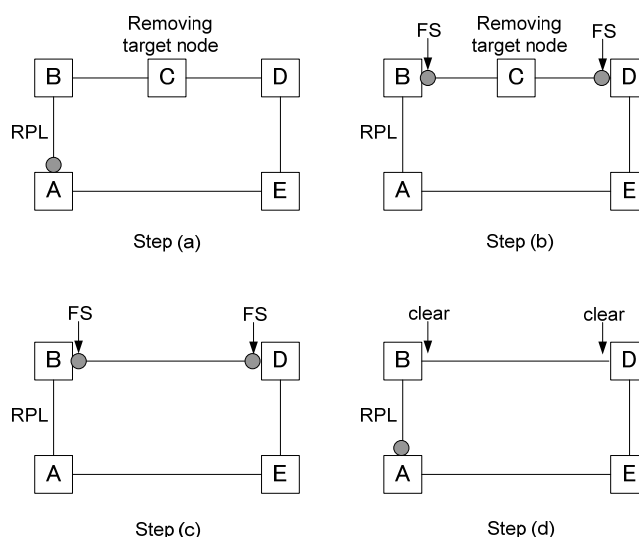 Removing
target node
B
C
D
RPL
A
E
Step (a)
FS
Removing
target node
FS
B
C
D
RPL
A
E
Step (b)
FS
FS
B
D
RPL
A
E
Step (c)
clear
clear
B
D
RPL
A
E
Step (d)